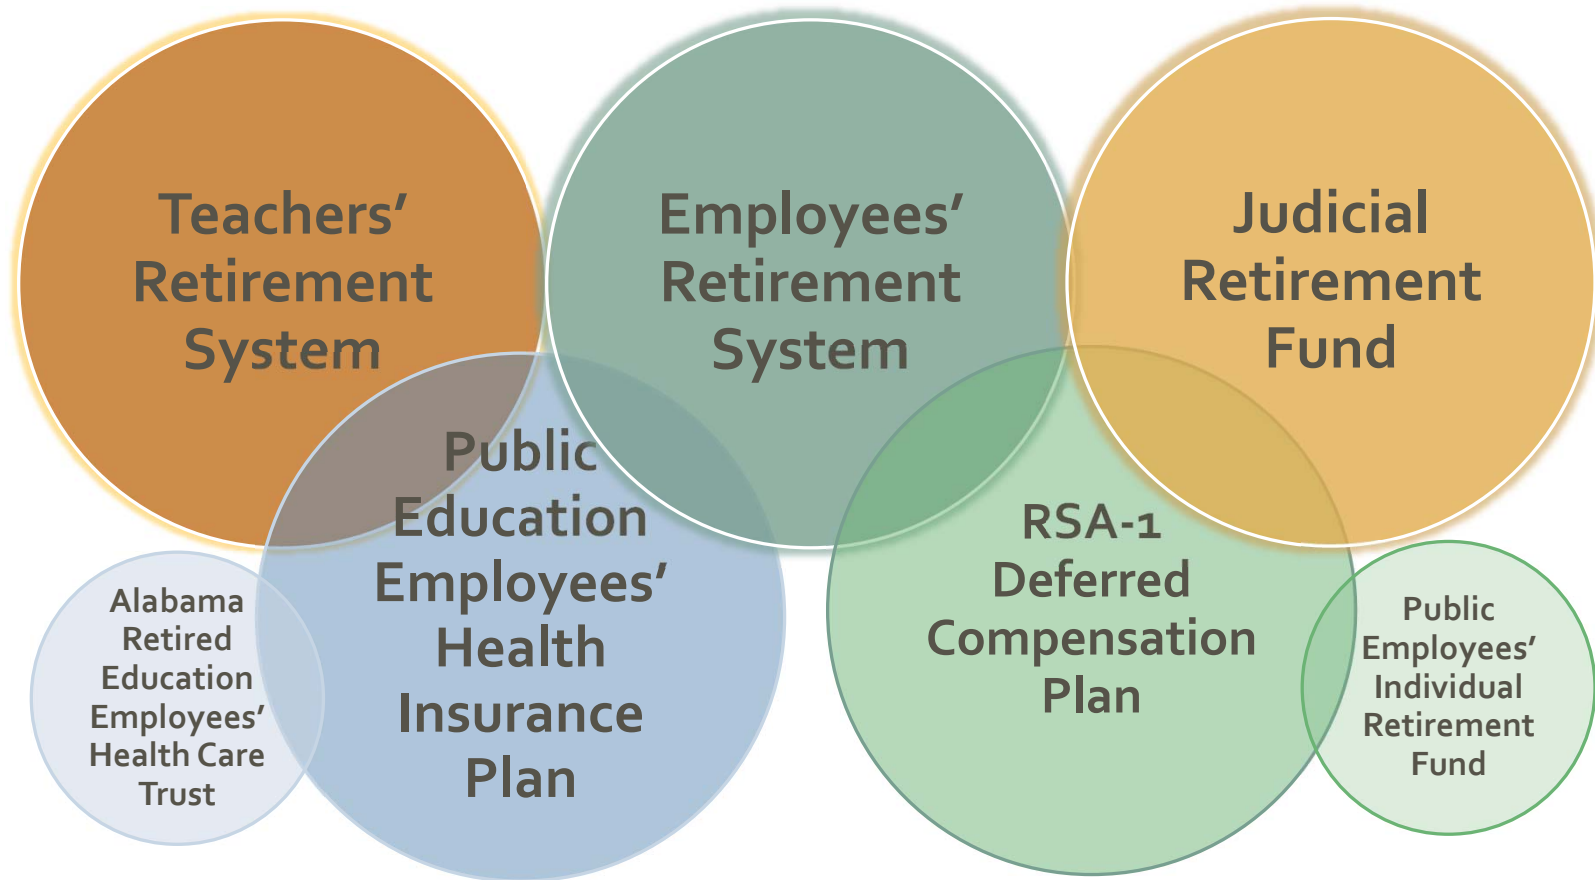 Teachers’
Retirement
System
Employees’
Retirement
System
Judicial
Retirement
Fund
Alabama
Retired
Education
Employees’
Health Care
Trust
Public
Education
Employees’
Health
Insurance
Plan
RSA-1
Deferred
Compensation
Plan
Public
Employees’
Individual
Retirement
Fund